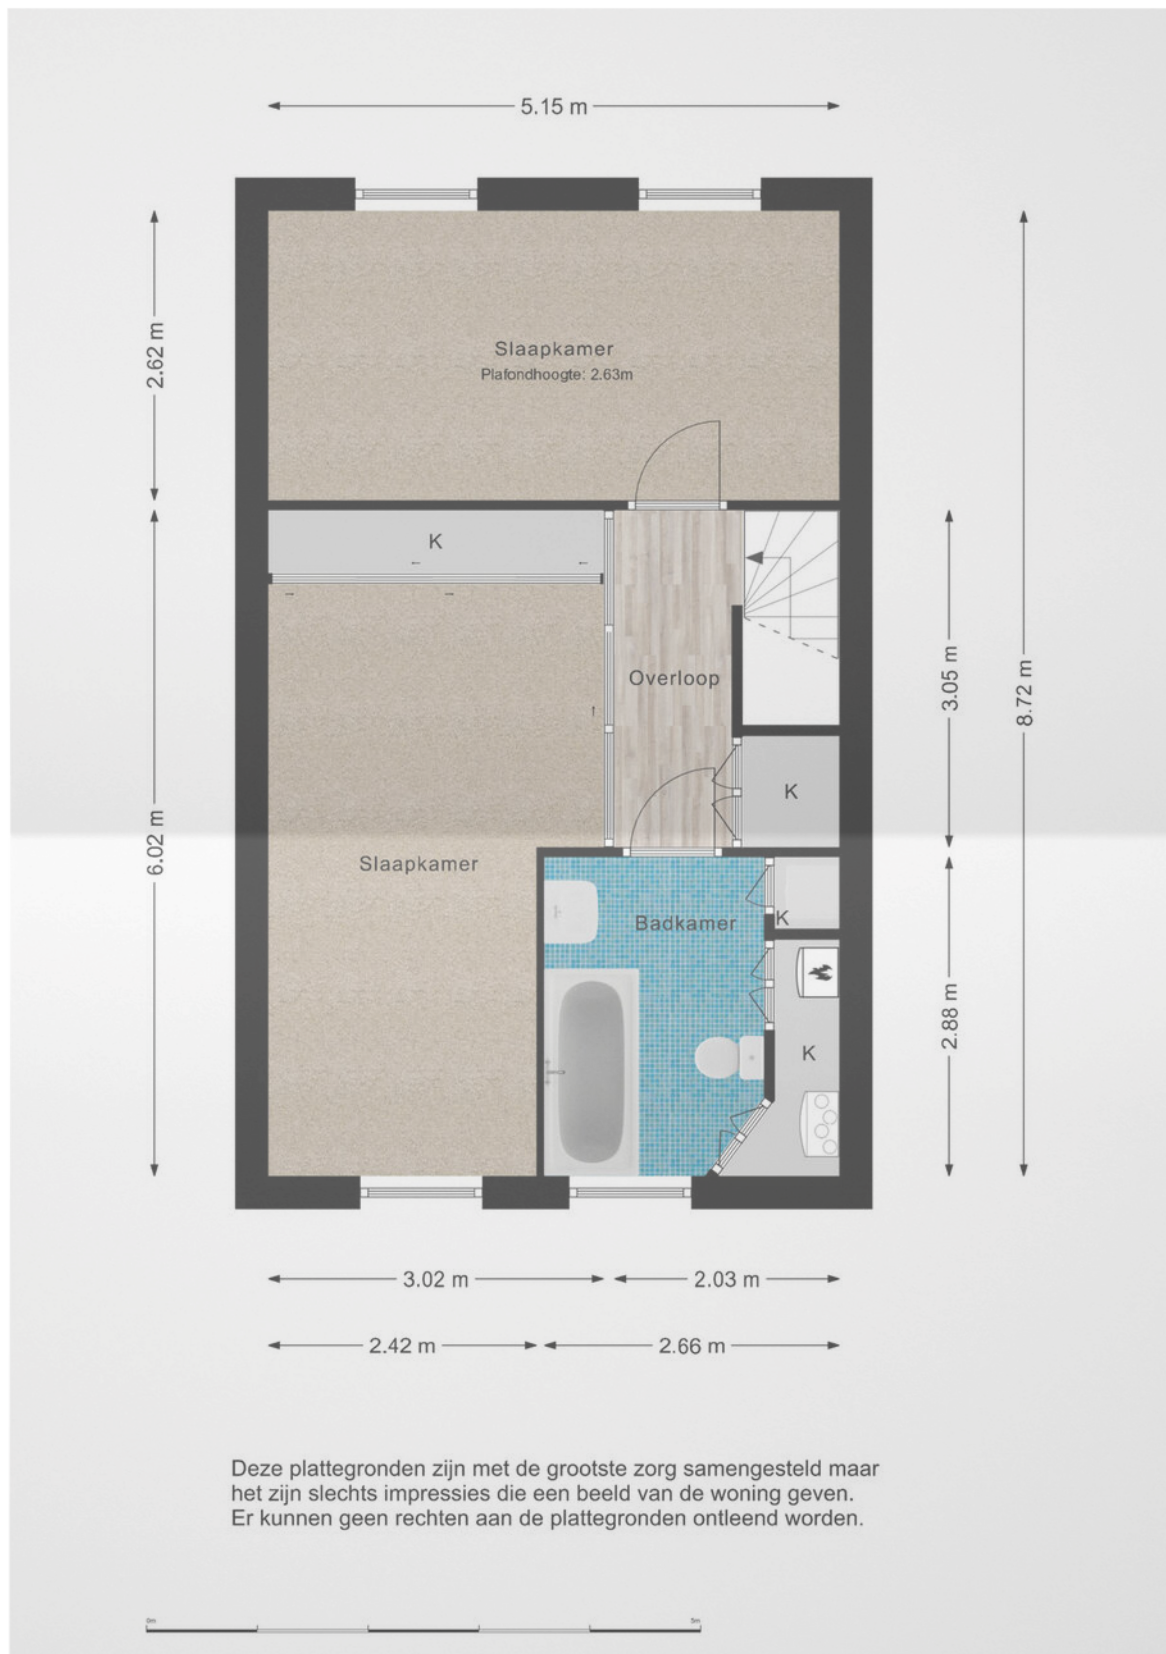 5.15 m
2.62 m
Slaapkamer
Plafondhoogte: 2.63m
K
Overloop
3.05 m
8.72 m
K
6.02 m
Slaapkamer
K
Badkamer
2.88 m
K
3.02 m
2.03 m
2.42 m
2.66 m
Deze plattegronden zijn met de grootste zorg samengesteld maar
het zijn slechts impressies die een beeld van de woning geven.
Er kunnen geen rechten aan de plattegronden ontleend worden.
0m
5m